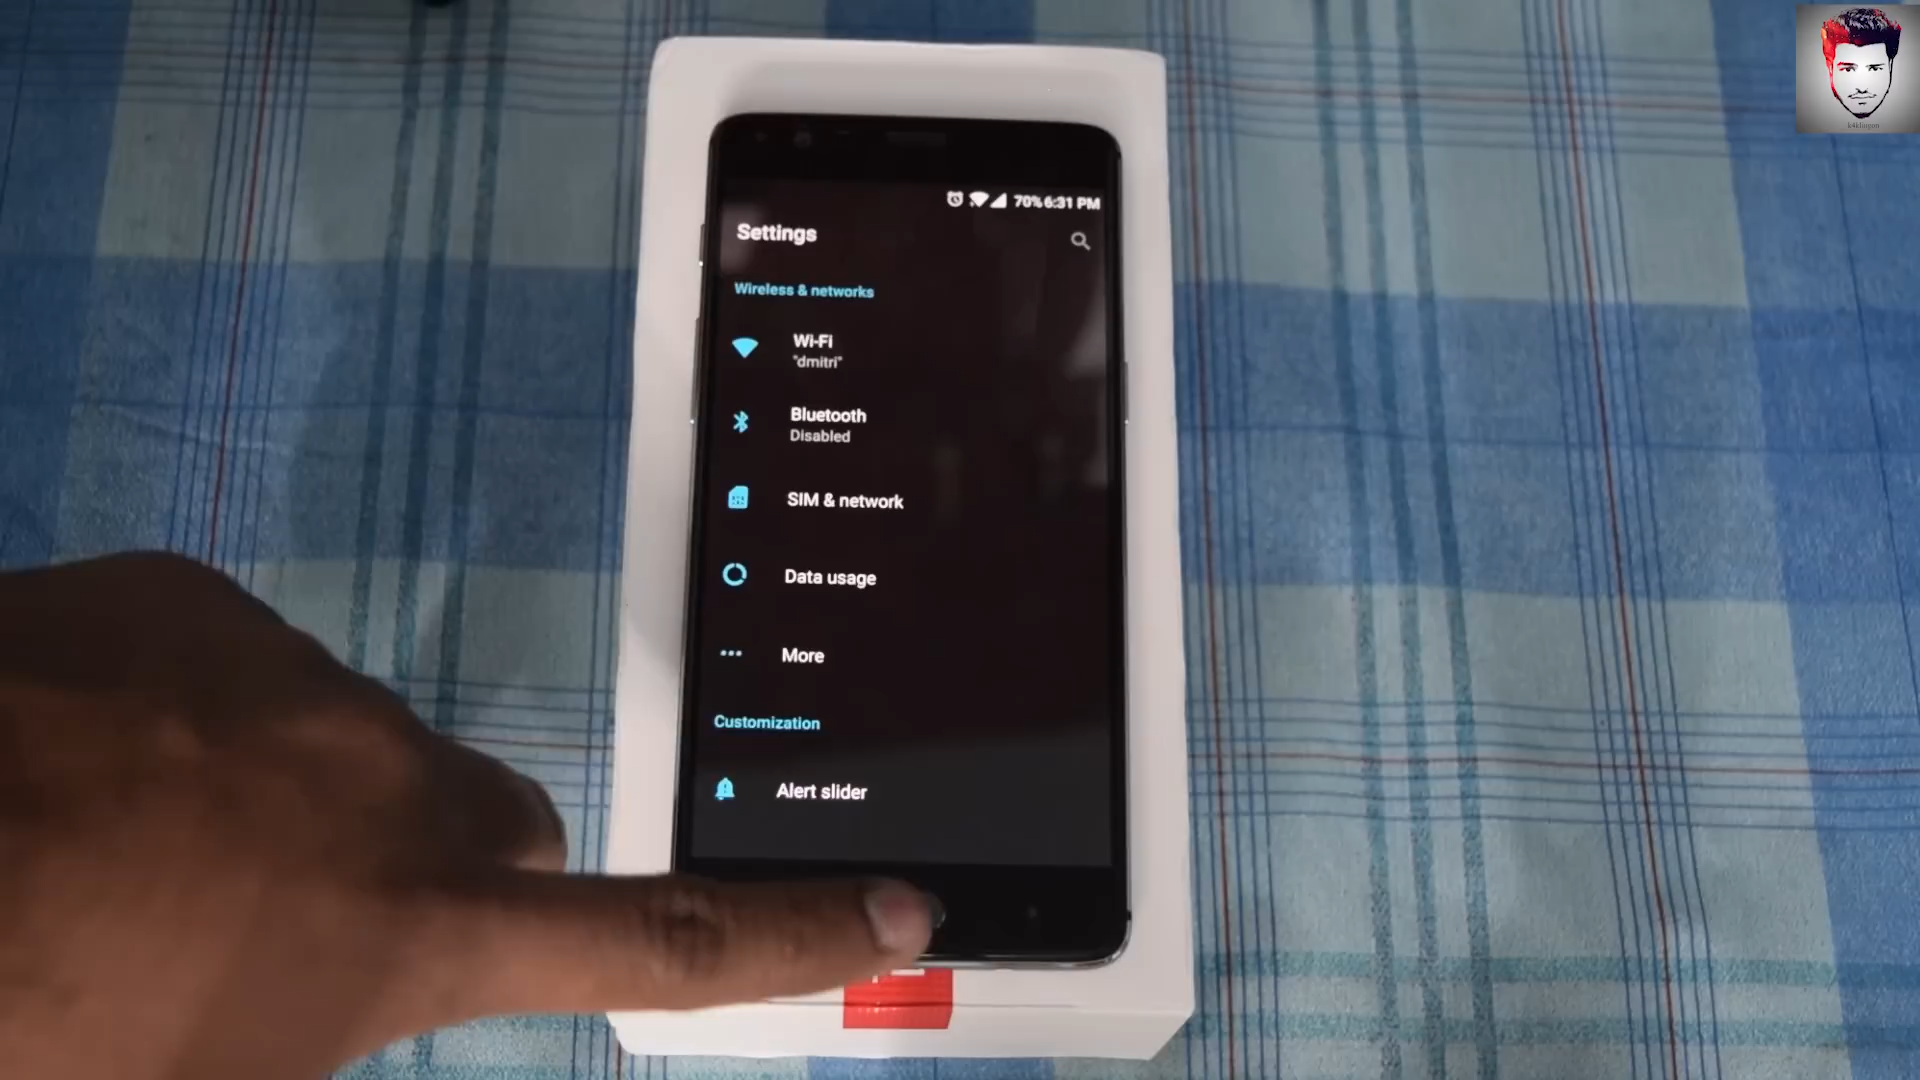 70% 6:31 PM
Settings
Wireless & networks
Wi-Fi
"dmitri"
Bluetooth
Disabled
SIM & network
Data usage
More
Customization
Alert slider